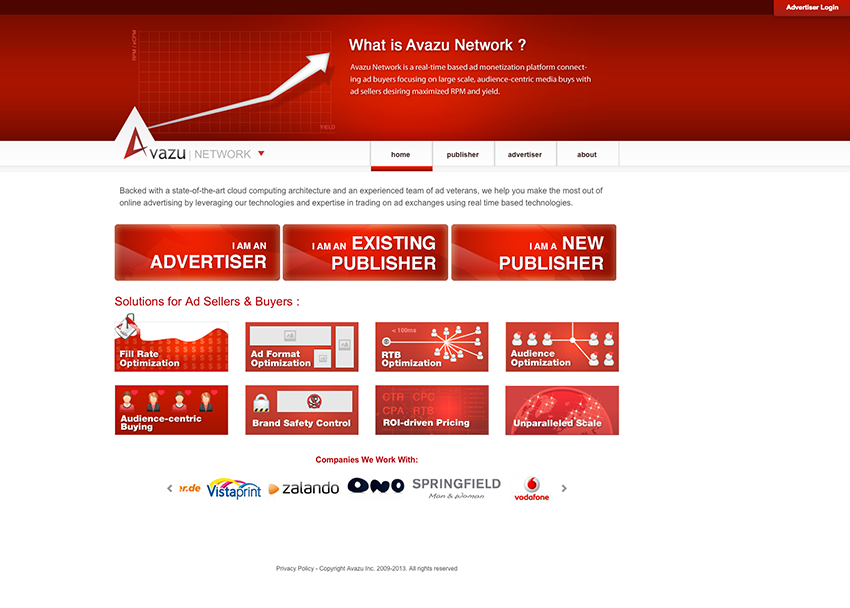 Advertiser Login
What is Avazu Network ?
Avazu Network is a real-time based ad monetization platform connect-
ing ad buyers focusing on large scale, audience-centric media buys with
ad sellers desiring maximized RPM and yield.
YIELD
Avazu | NETWORK
home
publisher
advertiser
about
Backed with a state-of-the-art cloud computing architecture and an experienced team of ad veterans, we help you make the most out of
online advertising by leveraging our technologies and expertise in trading on ad exchanges using real time based technologies.
I AM AN
ADVERTISER
I AM AN EXISTING
PUBLISHER
I AM A NEW
PUBLISHER
Solutions for Ad Sellers & Buyers :
Fill Rate
Optimization
Ad Format
Optimization
< 100ms
RTB
Optimization
Audience
Optimization
Audience-centric
Buying
Brand Safety Control
CTR CPC
CPA RTB
ROI-driven Pricing
Unparalleled Scale
Companies We Work With:
er.de
Vistaprint
zalando
ONO
SPRINGFIELD
Man & Woman
vodafone
Privacy Policy - Copyright Avazu Inc. 2009-2013. All rights reserved